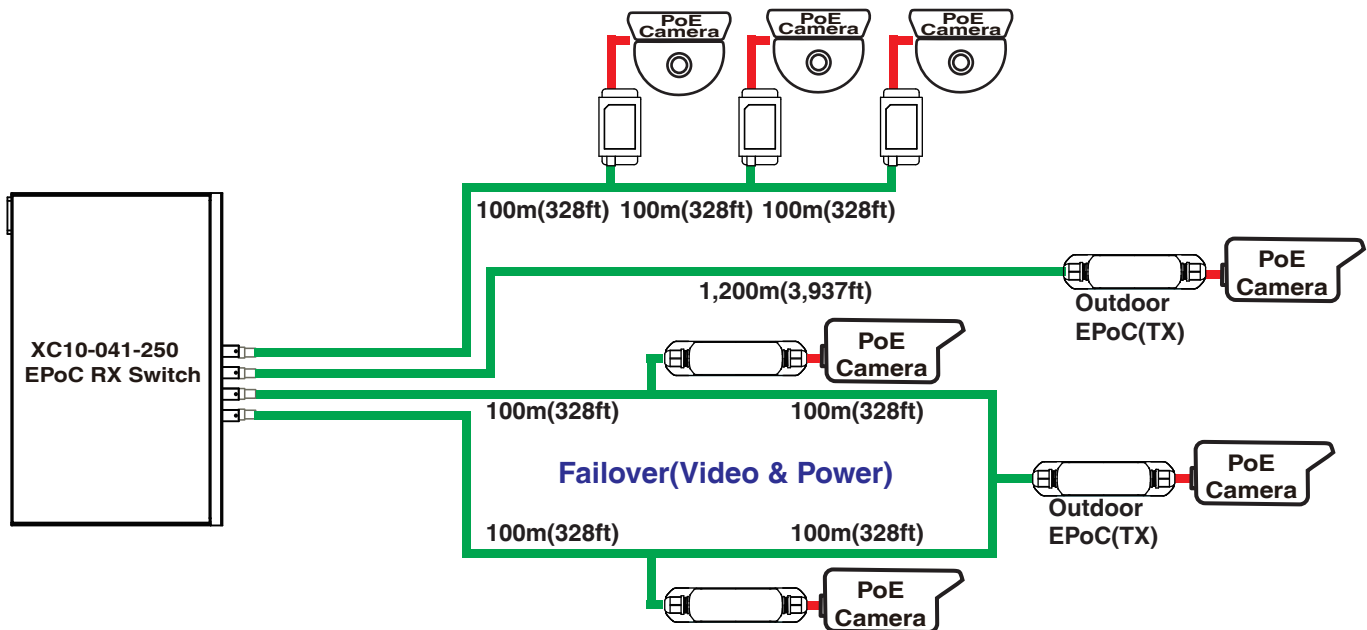 PoE
Camera
PoE
Camera
PoE
Camera
100m(328ft) 100m(328ft) 100m(328ft)
XC10-041-250
EPoC RX Switch
1,200m(3,937ft)
Outdoor
EPoC(TX)
PoE
Camera
PoE
Camera
100m(328ft) 100m(328ft)
Failover(Video & Power)
PoE
Camera
Outdoor
EPoC(TX)
100m(328ft) 100m(328ft)
PoE
Camera